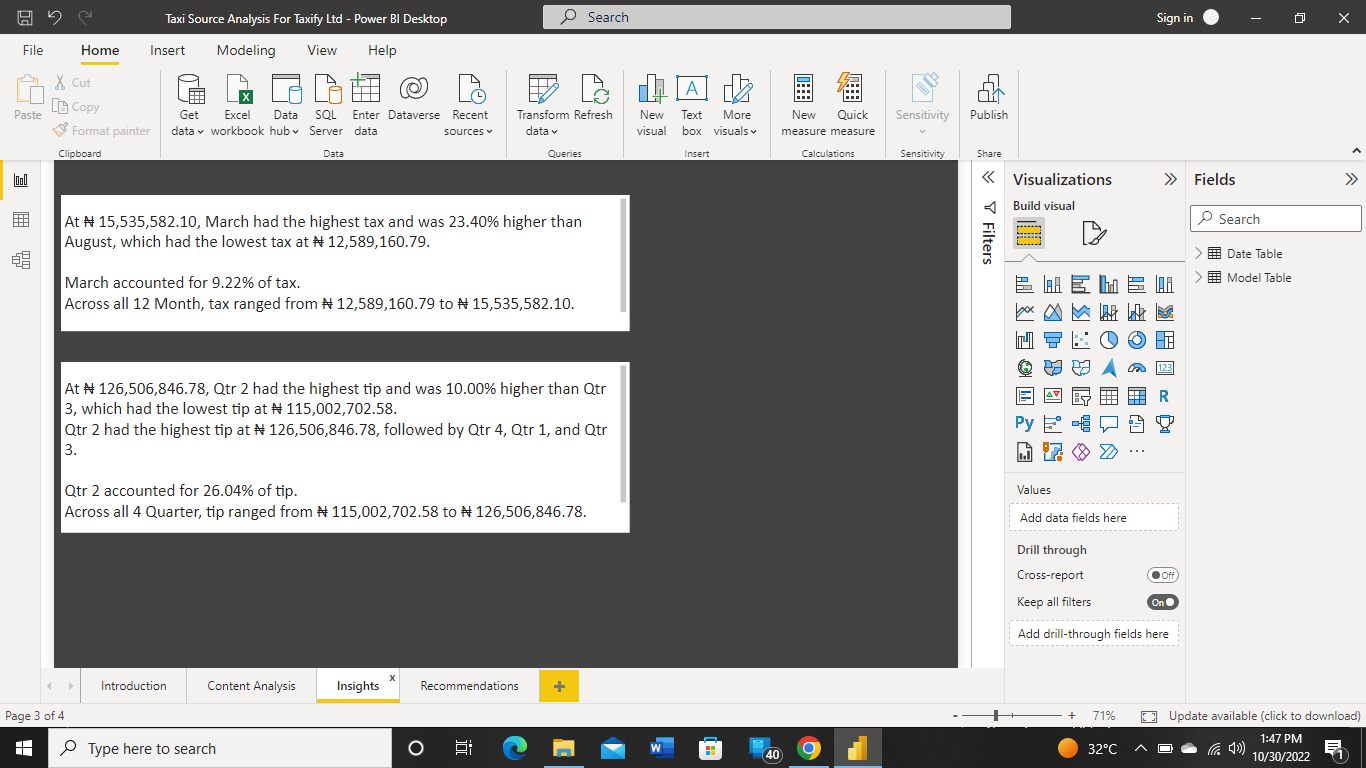 Taxi Source Analysis For Taxify Ltd - Power BI Desktop
Search
Sign in
File
Home
Insert
Modeling
View
Help
Paste
Cut
Copy
Format painter
Clipboard
Get data
Excel workbook
Data hub
SQL Server
Enter data
Dataverse
Recent sources
Data
Transform data
Refresh
Queries
New visual
Text box
More visuals
Insert
New measure
Quick measure
Calculations
Sensitivity
Sensitivity
Publish
Share
At ₦ 15,535,582.10, March had the highest tax and was 23.40% higher than
August, which had the lowest tax at ₦ 12,589,160.79.
March accounted for 9.22% of tax.
Across all 12 Month, tax ranged from ₦ 12,589,160.79 to ₦ 15,535,582.10.
At ₦ 126,506,846.78, Qtr 2 had the highest tip and was 10.00% higher than Qtr
3, which had the lowest tip at ₦ 115,002,702.58.
Qtr 2 had the highest tip at ₦ 126,506,846.78, followed by Qtr 4, Qtr 1, and Qtr
3.
Qtr 2 accounted for 26.04% of tip.
Across all 4 Quarter, tip ranged from ₦ 115,002,702.58 to ₦ 126,506,846.78.
Filters
Visualizations
Build visual
123
R
Py
Values
Add data fields here
Drill through
Cross-report
Off
Keep all filters
On
Add drill-through fields here
Fields
Search
Date Table
Model Table
Introduction
Content Analysis
Insights
x
Recommendations
+
Page 3 of 4
- + 71%
Update available (click to download)
Type here to search
40
32°C
1:47 PM
10/30/2022
1